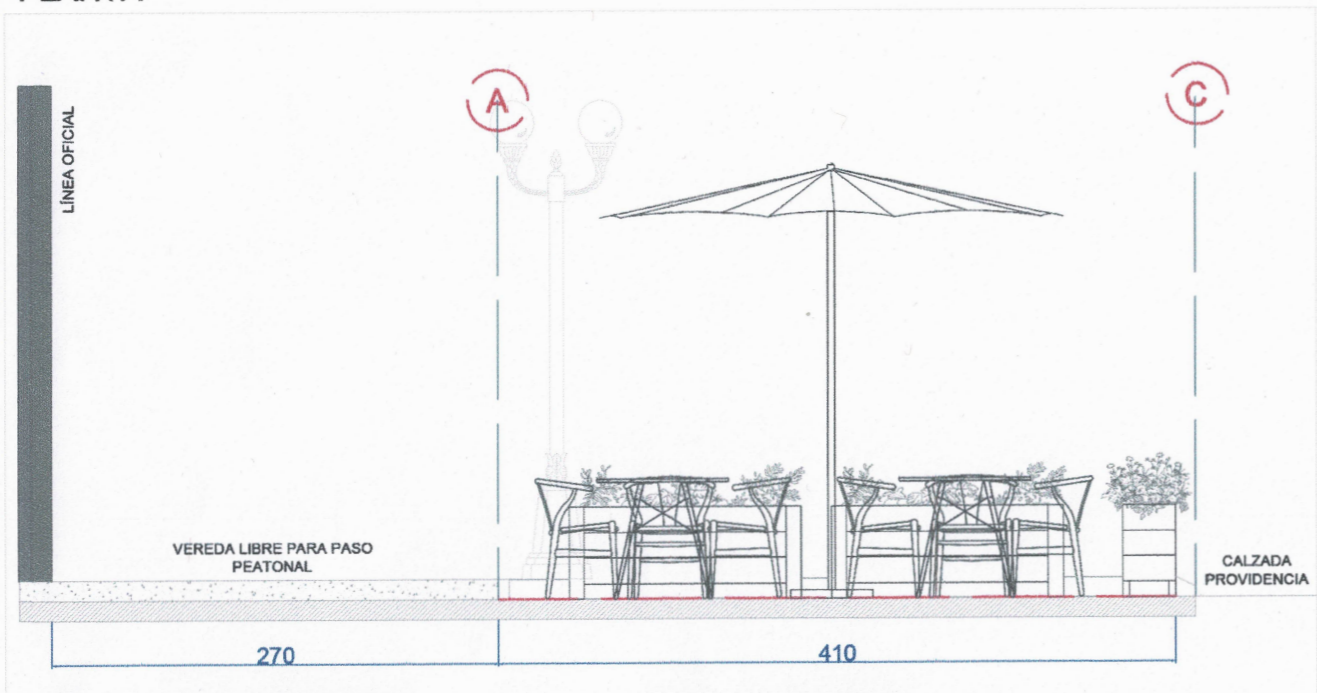 A
C
LÍNEA OFICIAL
VEREDA LIBRE PARA PASO
PEATONAL
CALZADA
PROVIDENCIA
270
410